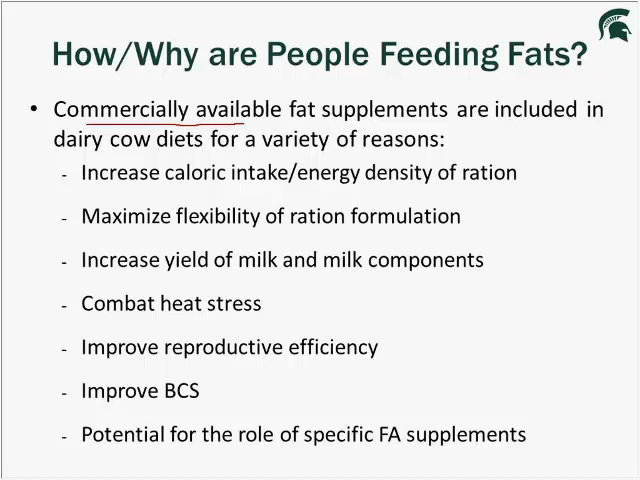 How/Why are People Feeding Fats?
• Commercially available fat supplements are included in
dairy cow diets for a variety of reasons:
- Increase caloric intake/energy density of ration
- Maximize flexibility of ration formulation
- Increase yield of milk and milk components
- Combat heat stress
- Improve reproductive efficiency
- Improve BCS
- Potential for the role of specific FA supplements